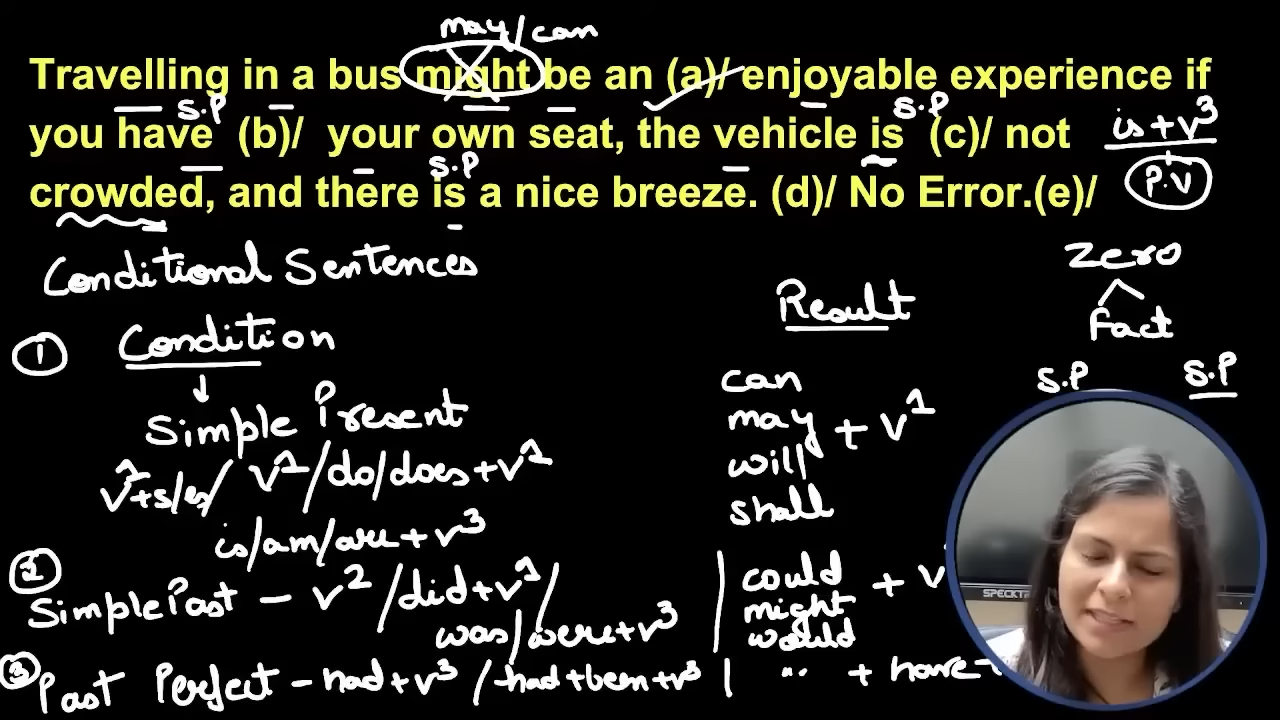 may/can
Travelling in a bus might be an (a)/ enjoyable experience if
S.P S.P
you have (b)/ your own seat, the vehicle is (c)/ not is+v³
S.P
crowded, and there is a nice breeze. (d)/ No Error.(e)/ P.V
Conditional Sentences Zero
Result Fact
① Condition
Simple Present can S.P S.P
may + v¹
v¹+s/es/ v¹/do/does+v¹ will
is/am/are+v³ shall
② Simple Past – v²/did+v¹/ could + v
was/were+v³ might
would
SPECKTR
③ Past Perfect – had+v³ /had+been+v³ | " + have